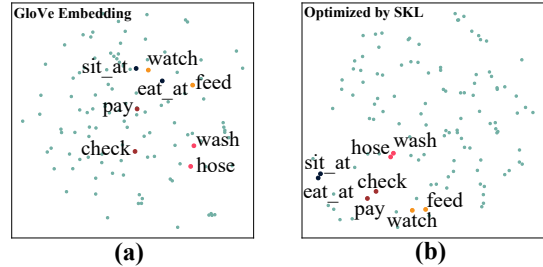 GloVe Embedding
sit_at
watch
eat_at
feed
pay
check
wash
hose
(a)
Optimized by SKL
hose
wash
sit_at
eat_at
check
pay
feed
watch
(b)